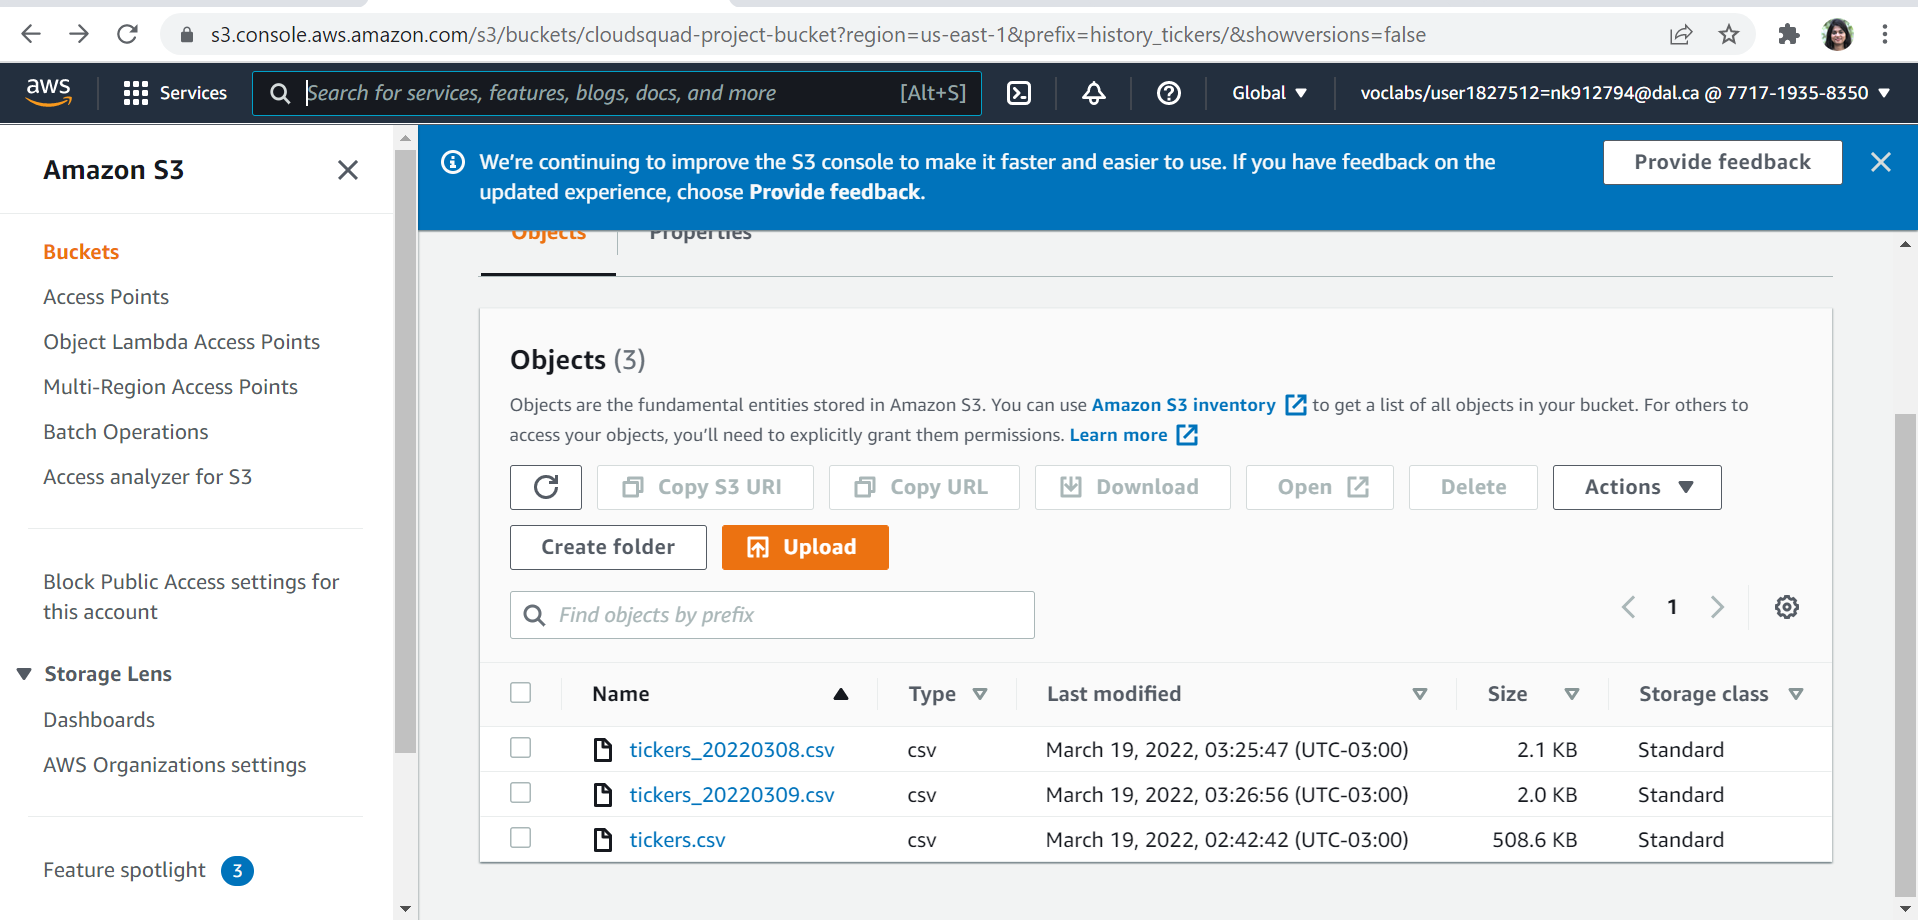 s3.console.aws.amazon.com/s3/buckets/cloudsquad-project-bucket?region=us-east-1&prefix=history_tickers/&showversions=false
aws Services Search for services, features, blogs, docs, and more [Alt+S] Global voclabs/user1827512=nk912794@dal.ca @ 7717-1935-8350
Amazon S3
Buckets
Access Points
Object Lambda Access Points
Multi-Region Access Points
Batch Operations
Access analyzer for S3
Block Public Access settings for
this account
Storage Lens
Dashboards
AWS Organizations settings
Feature spotlight 3
We're continuing to improve the S3 console to make it faster and easier to use. If you have feedback on the
updated experience, choose Provide feedback.
Provide feedback
Objects Properties
Objects (3)
Objects are the fundamental entities stored in Amazon S3. You can use Amazon S3 inventory to get a list of all objects in your bucket. For others to
access your objects, you'll need to explicitly grant them permissions. Learn more
Copy S3 URI Copy URL Download Open Delete Actions
Create folder Upload
Find objects by prefix 1
Name Type Last modified Size Storage class
tickers_20220308.csv csv March 19, 2022, 03:25:47 (UTC-03:00) 2.1 KB Standard
tickers_20220309.csv csv March 19, 2022, 03:26:56 (UTC-03:00) 2.0 KB Standard
tickers.csv csv March 19, 2022, 02:42:42 (UTC-03:00) 508.6 KB Standard